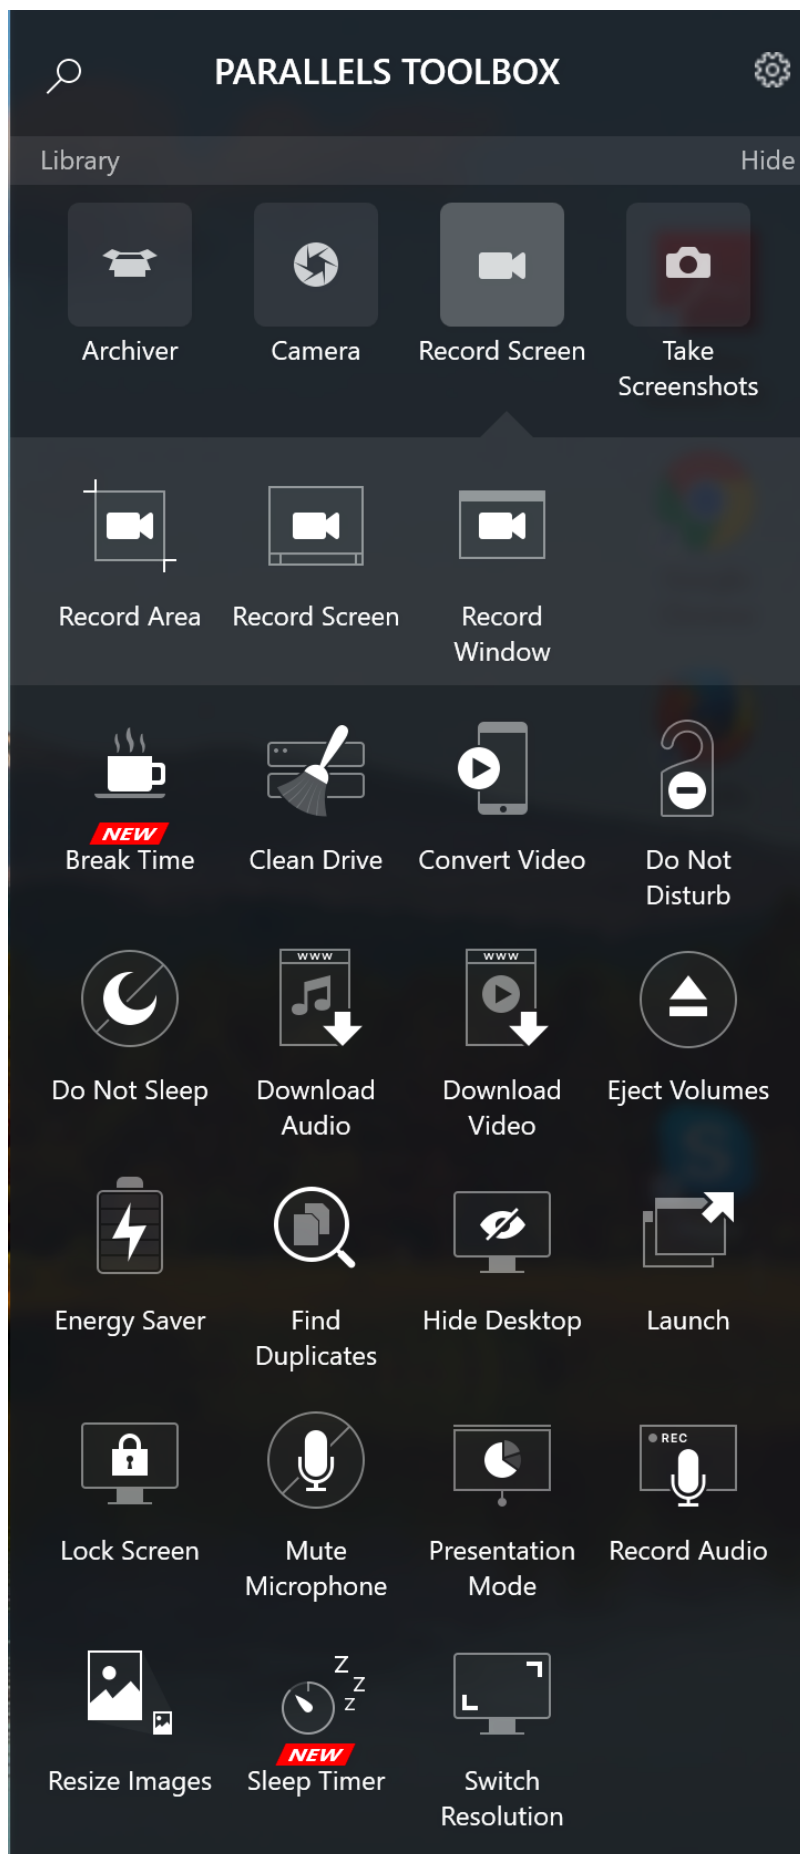 PARALLELS TOOLBOX
Library Hide
Archiver Camera Record Screen Take
Screenshots
Record Area Record Screen Record
Window
NEW
Break Time Clean Drive Convert Video Do Not
Disturb
www www
Do Not Sleep Download Download Eject Volumes
Audio Video
Energy Saver Find Hide Desktop Launch
Duplicates
REC
Lock Screen Mute Presentation Record Audio
Microphone Mode
Z
Z
Z
NEW
Resize Images Sleep Timer Switch
Resolution